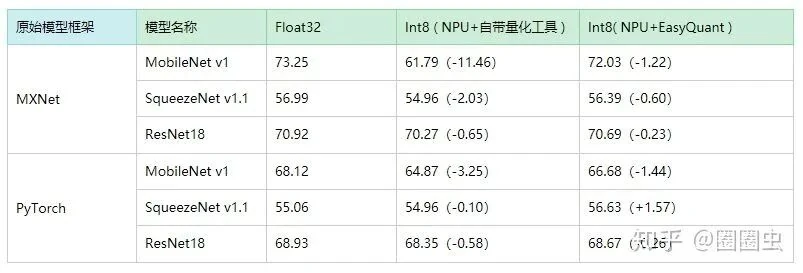 原始模型框架 模型名称 Float32 Int8（NPU+自带量化工具） Int8( NPU+EasyQuant )
MXNet
MobileNet v1 73.25 61.79（-11.46） 72.03（-1.22）
SqueezeNet v1.1 56.99 54.96（-2.03） 56.39（-0.60）
ResNet18 70.92 70.27（-0.65） 70.69（-0.23）
PyTorch
MobileNet v1 68.12 64.87（-3.25） 66.68（-1.44）
SqueezeNet v1.1 55.06 54.96（-0.10） 56.63（+1.57）
ResNet18 68.93 68.35（-0.58） 68.67（-0.26）
知乎 @圈圈虫